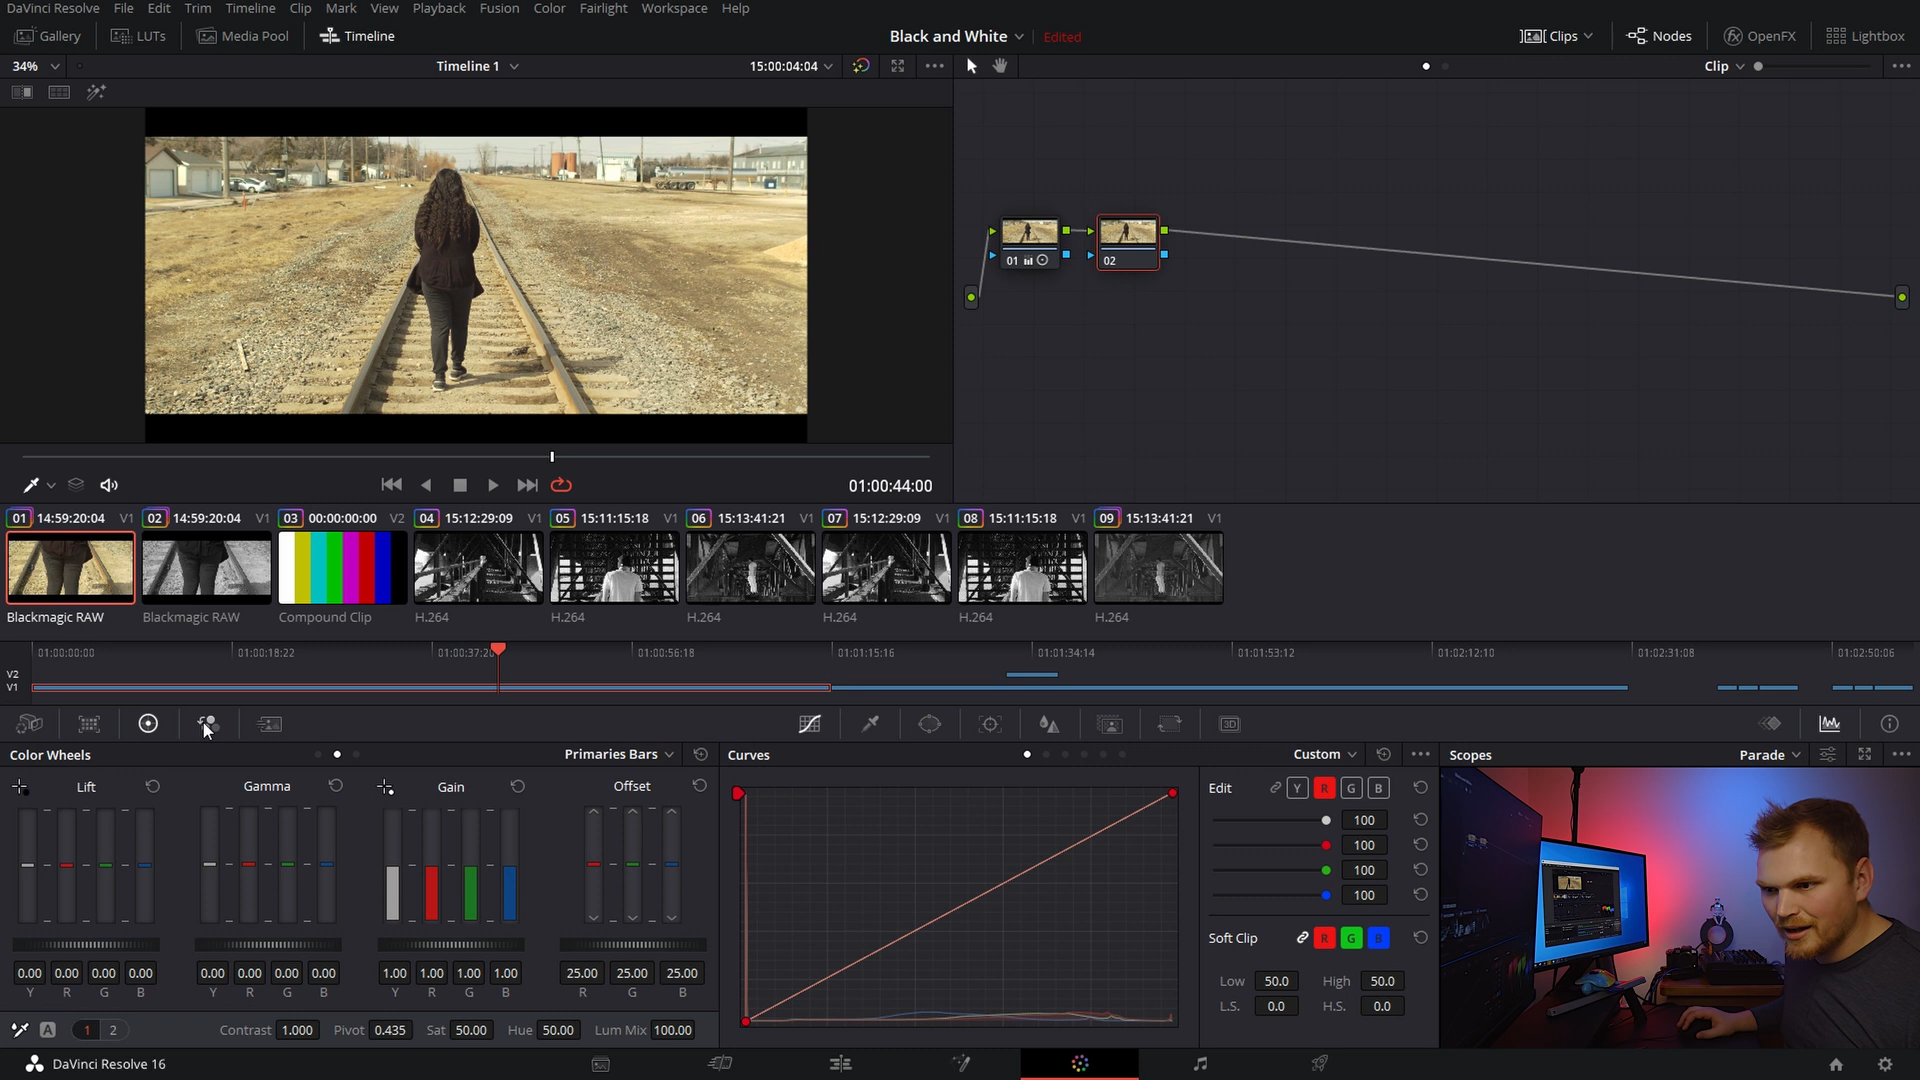 DaVinci Resolve File Edit Trim Timeline Clip Mark View Playback Fusion Color Fairlight Workspace Help
Gallery LUTs Media Pool Timeline Black and White Edited Clips Nodes OpenFX Lightbox
34% Timeline 1 15:00:04:04 Clip
01 02
01:00:44:00
01 14:59:20:04 V1 02 14:59:20:04 V1 03 00:00:00:00 V2 04 15:12:29:09 V1 05 15:11:15:18 V1 06 15:13:41:21 V1 07 15:12:29:09 V1 08 15:11:15:18 V1 09 15:13:41:21 V1
Blackmagic RAW Blackmagic RAW Compound Clip H.264 H.264 H.264 H.264 H.264 H.264
01:00:00:00 01:00:18:22 01:00:37:20 01:00:56:18 01:01:15:16 01:01:34:14 01:01:53:12 01:02:12:10 01:02:31:08 01:02:50:06
V2
V1
3D
Color Wheels Primaries Bars Curves Custom Scopes Parade
Lift Gamma Gain Offset Edit Y R G B
100
100
100
100
Soft Clip R G B
0.00 0.00 0.00 0.00 0.00 0.00 0.00 0.00 1.00 1.00 1.00 1.00 25.00 25.00 25.00 Low 50.0 High 50.0
Y R G B Y R G B Y R G B R G B L.S. 0.0 H.S. 0.0
A 1 2 Contrast 1.000 Pivot 0.435 Sat 50.00 Hue 50.00 Lum Mix 100.00
DaVinci Resolve 16